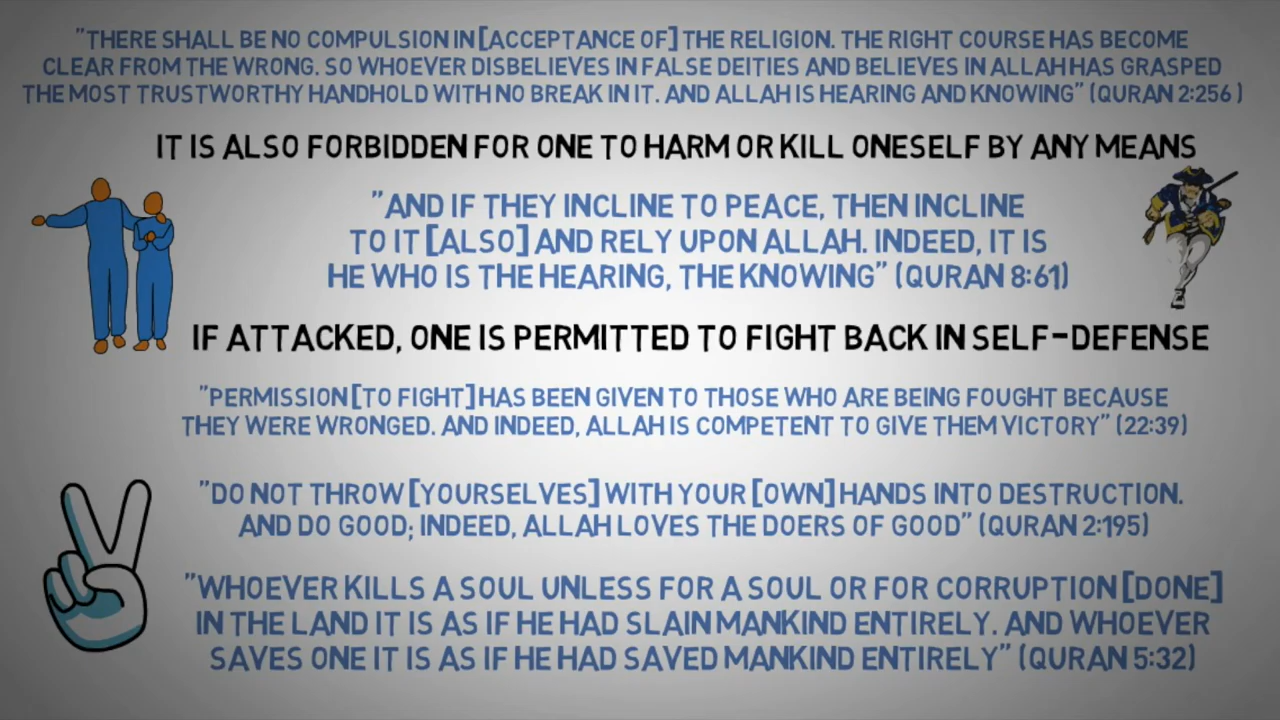 "THERE SHALL BE NO COMPULSION IN [ACCEPTANCE OF] THE RELIGION. THE RIGHT COURSE HAS BECOME
CLEAR FROM THE WRONG. SO WHOEVER DISBELIEVES IN FALSE DEITIES AND BELIEVES IN ALLAH HAS GRASPED
THE MOST TRUSTWORTHY HANDHOLD WITH NO BREAK IN IT. AND ALLAH IS HEARING AND KNOWING" (QURAN 2:256 )
IT IS ALSO FORBIDDEN FOR ONE TO HARM OR KILL ONESELF BY ANY MEANS
"AND IF THEY INCLINE TO PEACE, THEN INCLINE
TO IT [ALSO] AND RELY UPON ALLAH. INDEED, IT IS
HE WHO IS THE HEARING, THE KNOWING" (QURAN 8:61)
IF ATTACKED, ONE IS PERMITTED TO FIGHT BACK IN SELF-DEFENSE
"PERMISSION [TO FIGHT] HAS BEEN GIVEN TO THOSE WHO ARE BEING FOUGHT BECAUSE
THEY WERE WRONGED. AND INDEED, ALLAH IS COMPETENT TO GIVE THEM VICTORY" (22:39)
"DO NOT THROW [YOURSELVES] WITH YOUR [OWN] HANDS INTO DESTRUCTION.
AND DO GOOD; INDEED, ALLAH LOVES THE DOERS OF GOOD" (QURAN 2:195)
"WHOEVER KILLS A SOUL UNLESS FOR A SOUL OR FOR CORRUPTION [DONE]
IN THE LAND IT IS AS IF HE HAD SLAIN MANKIND ENTIRELY. AND WHOEVER
SAVES ONE IT IS AS IF HE HAD SAVED MANKIND ENTIRELY" (QURAN 5:32)